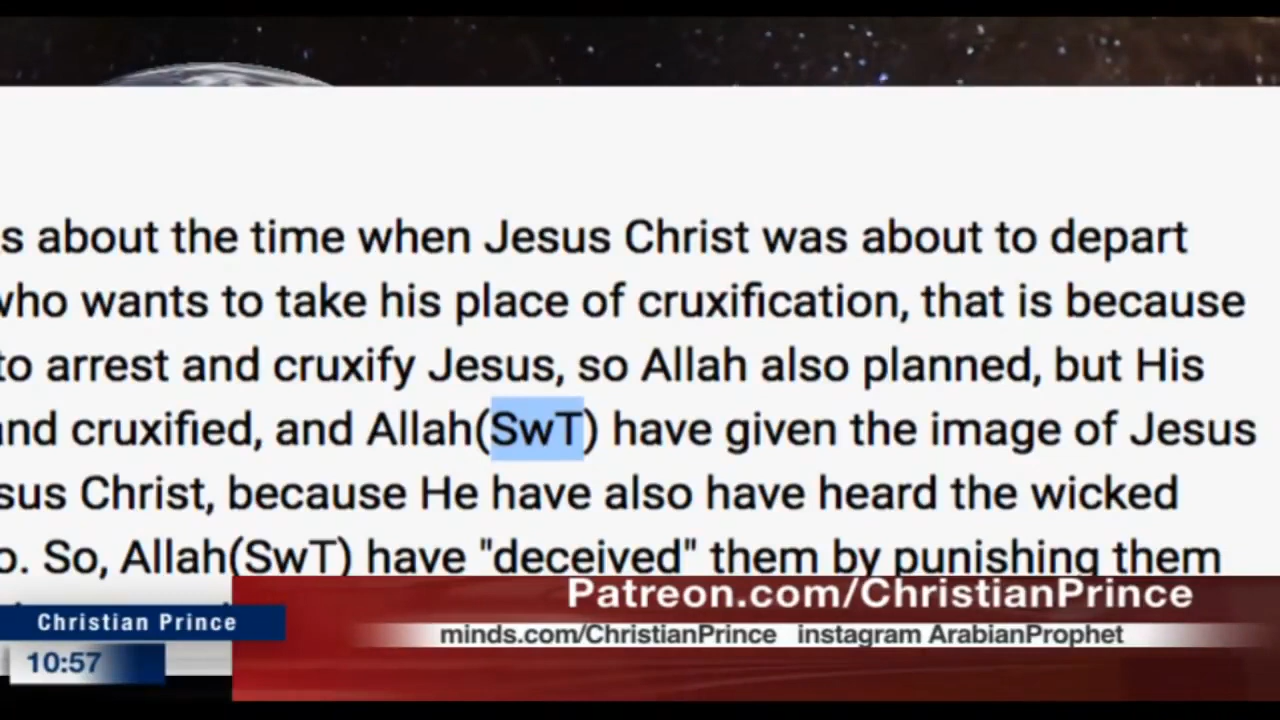 s about the time when Jesus Christ was about to depart
who wants to take his place of cruxification, that is because
to arrest and cruxify Jesus, so Allah also planned, but His
and cruxified, and Allah(SwT) have given the image of Jesus
sus Christ, because He have also have heard the wicked
o. So, Allah(SwT) have "deceived" them by punishing them
Patreon.com/ChristianPrince
Christian Prince
minds.com/ChristianPrince instagram ArabianProphet
10:57